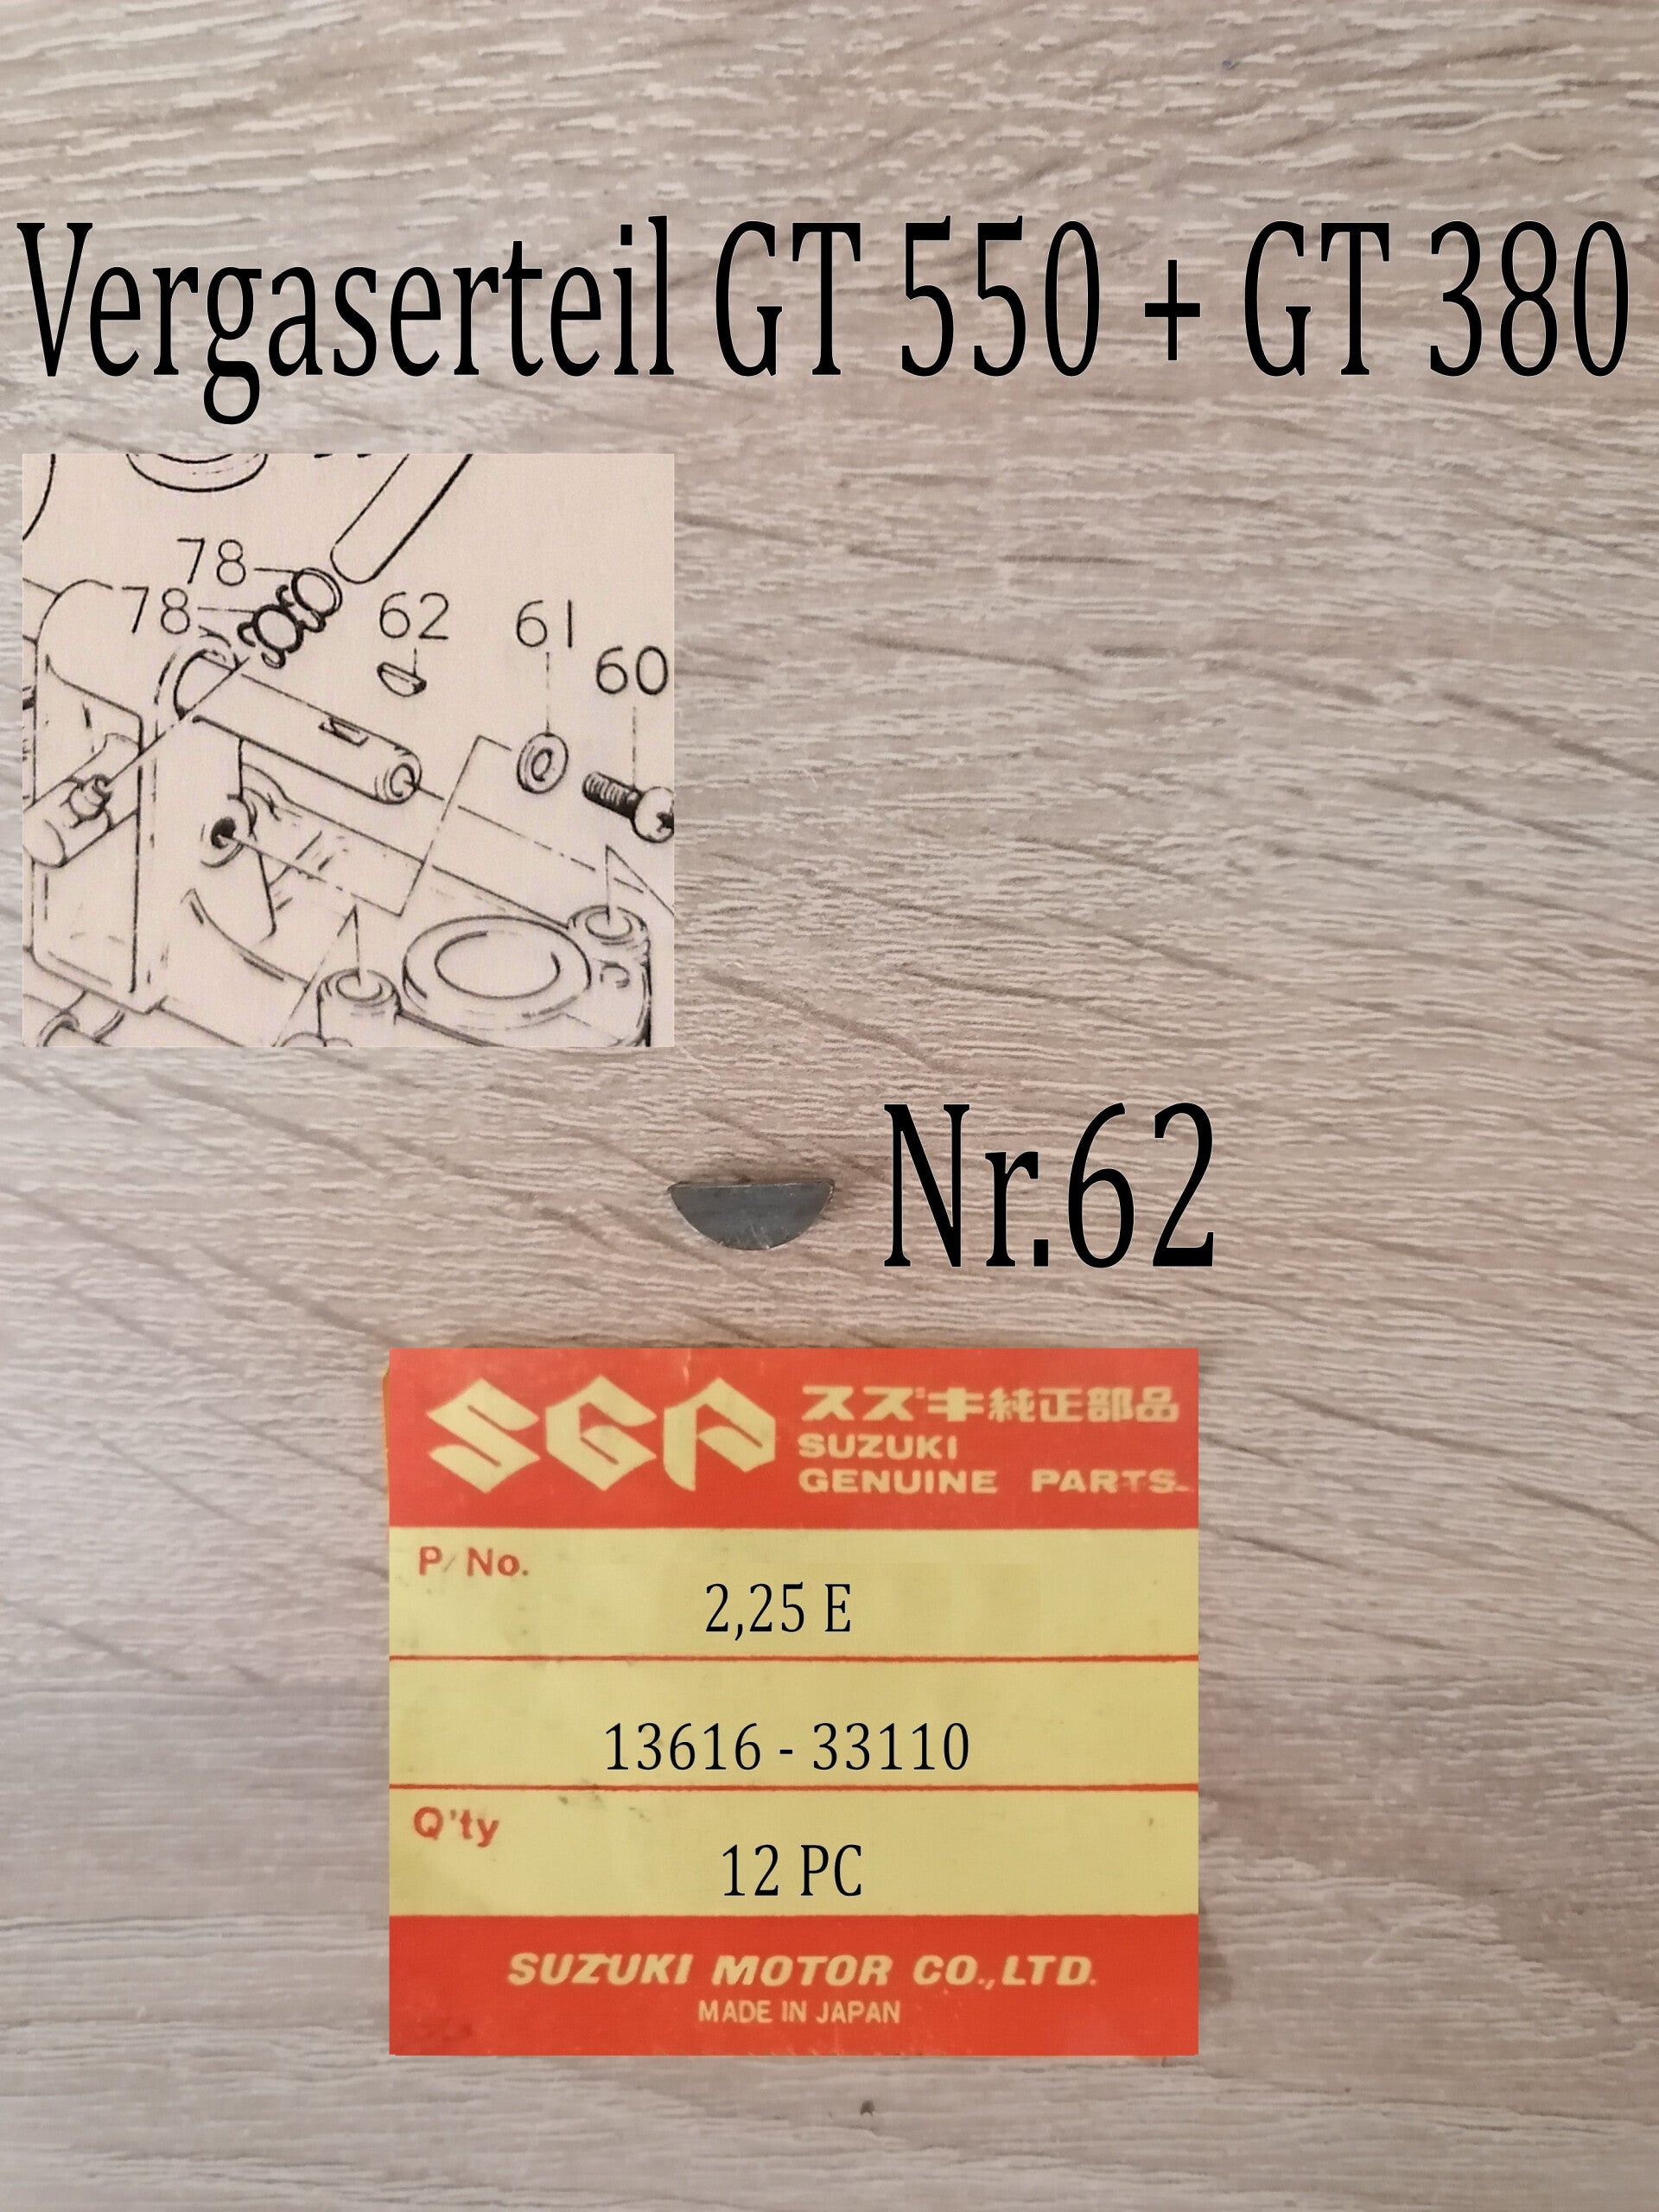 Vergaserteil GT 550 + GT 380
78
78
62
61
60
Nr.62
SGP
スズキ純正部品
SUZUKI
GENUINE PARTS
P/No.
2,25 E
13616 - 33110
Q'ty
12 PC
SUZUKI MOTOR CO.,LTD.
MADE IN JAPAN